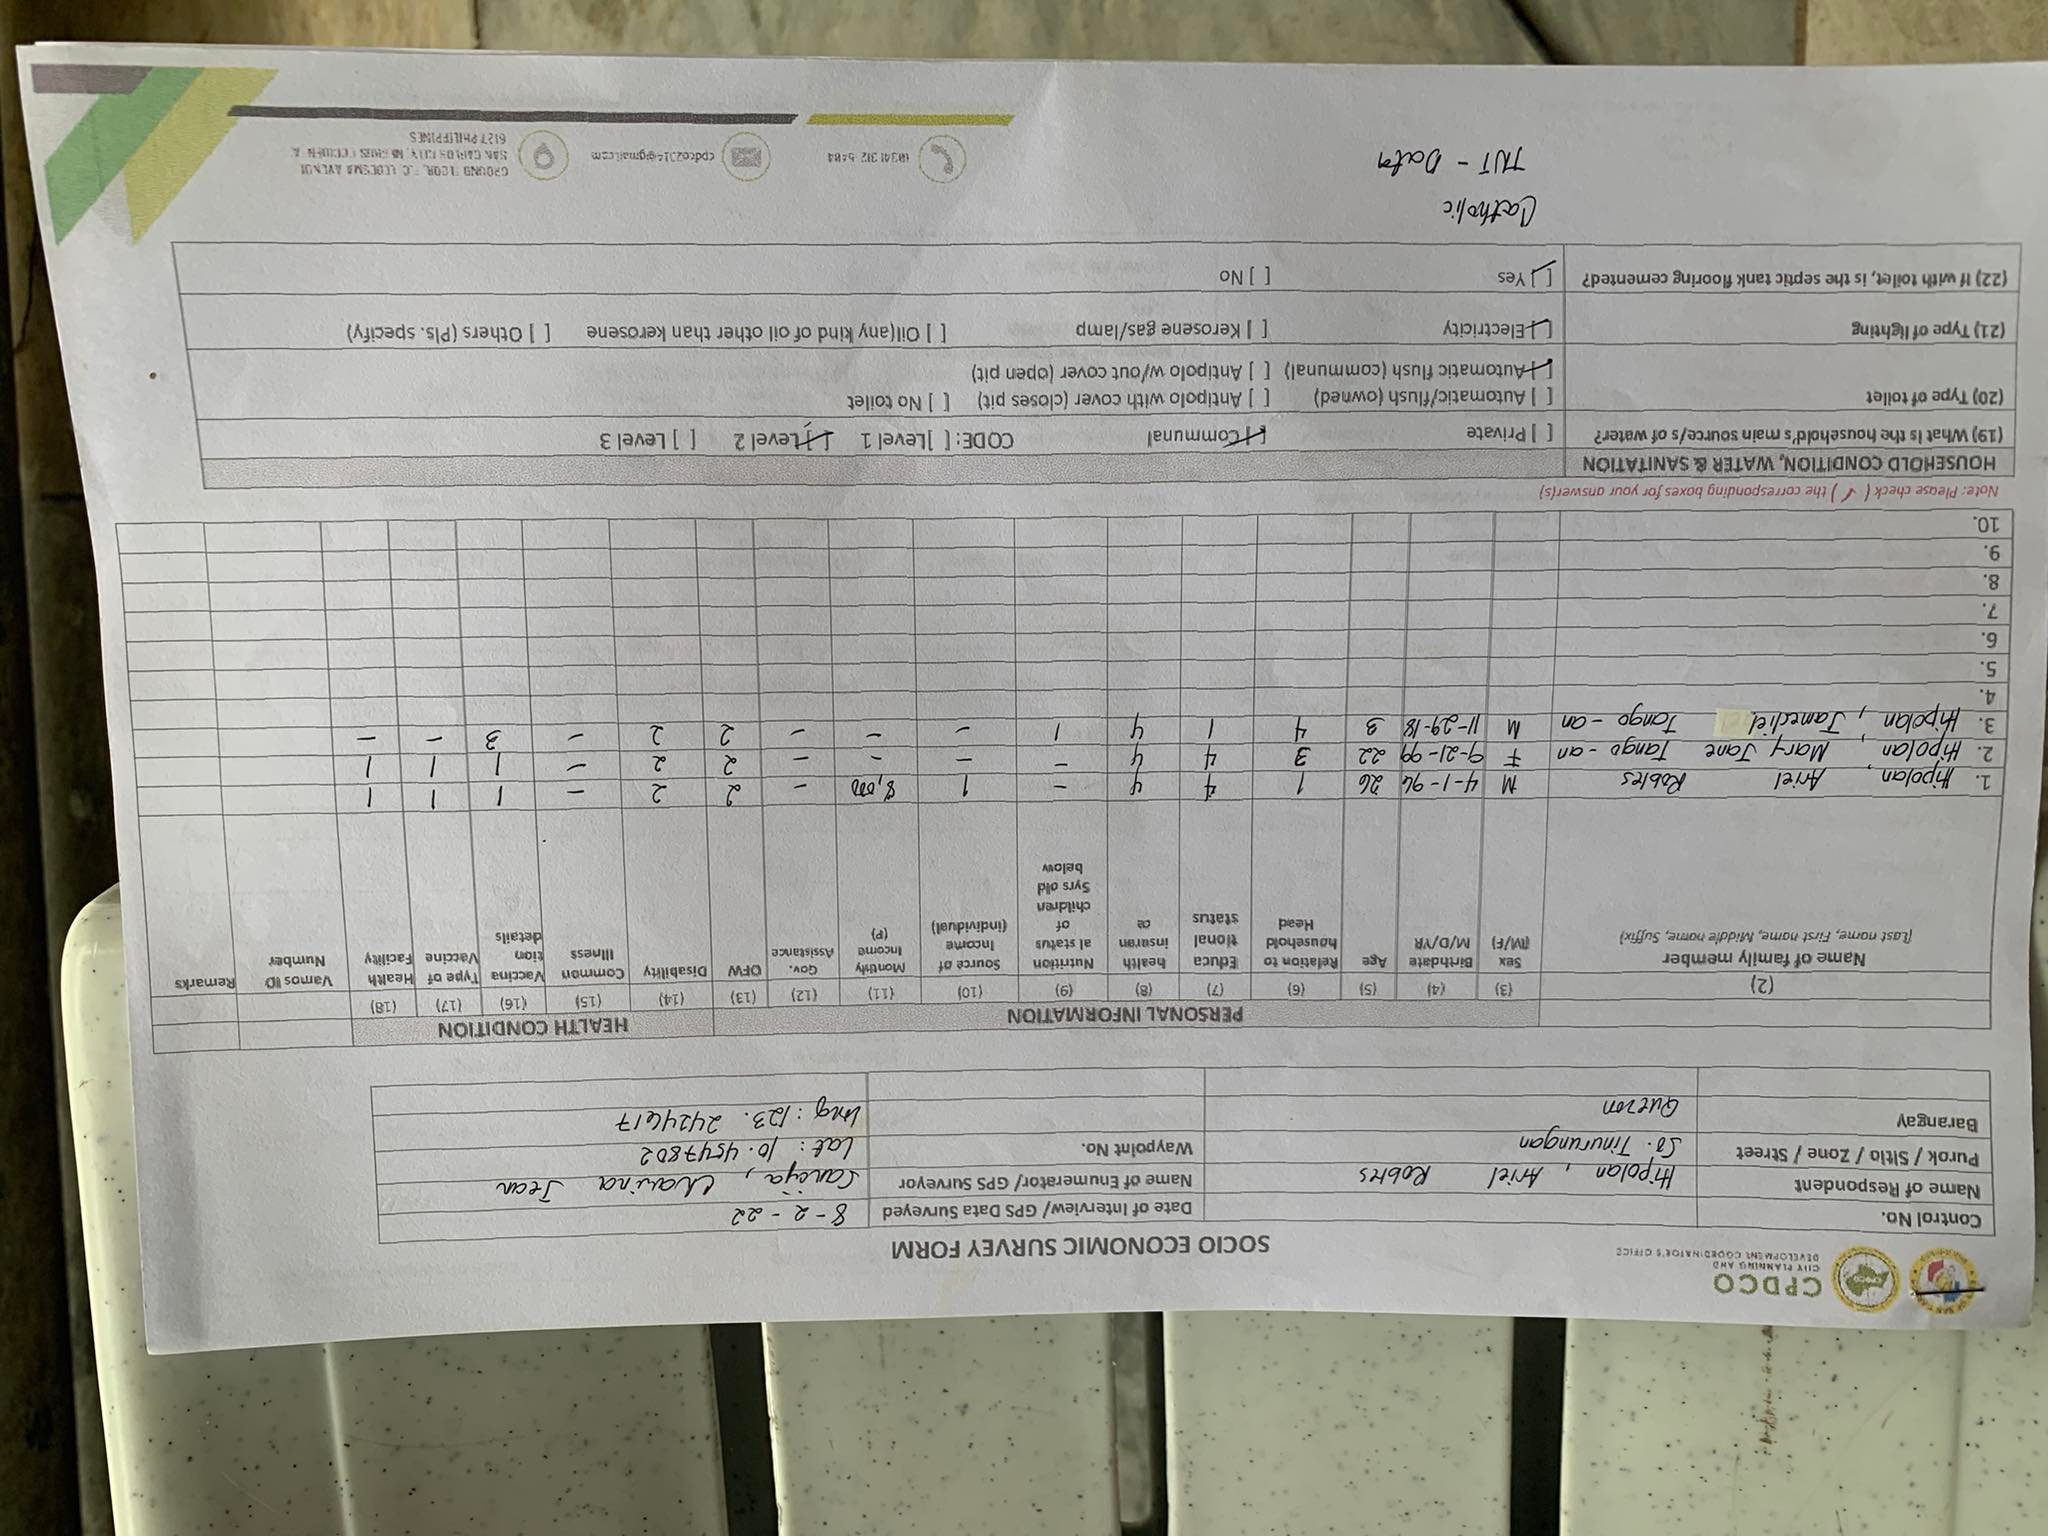 CPDCO
CITY PLANNING AND
DEVELOPMENT COORDINATOR'S OFFICE
SOCIO ECONOMIC SURVEY FORM
Control No.
Date of Interview/ GPS Data Surveyed 8-2-22
Name of Respondent Hipolan, Ariel Robles
Name of Enumerator/ GPS Surveyor Charina Jean
Purok / Sitio / Zone / Street So. Tinurungan
Waypoint No. Lat: 10.4547802
Barangay Quezon
Long: 123.2424617
PERSONAL INFORMATION HEALTH CONDITION
(2) (3) (4) (5) (6) (7) (8) (9) (10) (11) (12) (13) (14) (15) (16) (17) (18)
Name of family member (Last name, First name, Middle name, Suffix) Sex (M/F) Birthdate M/D/YR Age Relation to household Head Educa tional status health insuran ce Nutrition al status of children 5yrs old below Source of Income (individual) Monthly Income (P) Gov. Assistance OFW Disability Common Illness Vaccina tion details Type of Vaccine Health Facility Vamos ID Number Remarks
1. Hipolan, Ariel Robles M 4-1-96 26 1 4 4 - 1 8,000 - 2 2 - 1 1 1
2. Hipolan, Mary Jane Tango-an F 9-21-99 22 3 4 4 - - - - 2 2 - 1 1 1
3. Hipolan, Tango-an M 11-29-18 3 4 1 4 1 - - - 2 2 - 3 - -
4.
5.
6.
7.
8.
9.
10.
Note: Please check ( ✓ ) the corresponding boxes for your answer(s)
HOUSEHOLD CONDITION, WATER & SANITATION
(19) What is the household's main source/s of water? [ ] Private [✓] Communal CODE: [ ]Level 1 [✓]Level 2 [ ] Level 3
(20) Type of toilet [ ] Automatic/flush (owned) [ ] Antipolo with cover (closes pit) [ ] No toilet
[✓] Automatic flush (communal) [ ] Antipolo w/out cover (open pit)
(21) Type of lighting [✓] Electricity [ ] Kerosene gas/lamp [ ] Oil(any kind of oil other than kerosene [ ] Others (Pls. specify)
(22) If with toilet, is the septic tank flooring cemented? [✓] Yes [ ] No
Catholic
TNT - Data
(034) 312-5484
cpdco2014@gmail.com
GROUND FLOOR, F.C. LEDESMA AVENUE
SAN CARLOS CITY, NEGROS OCCIDENTAL
6127 PHILIPPINES